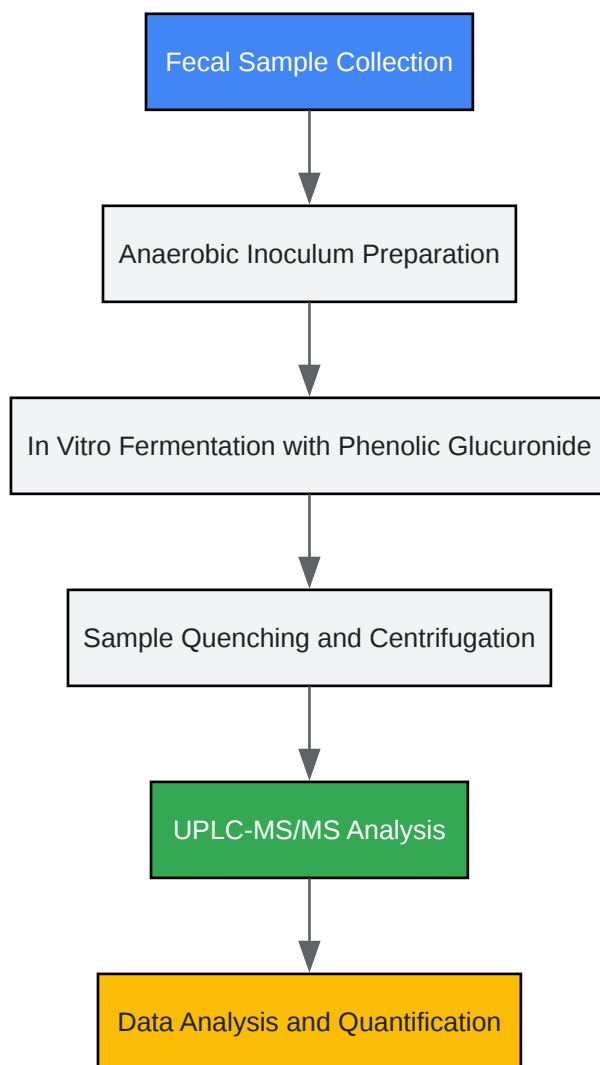 Fecal Sample Collection
Anaerobic Inoculum Preparation
In Vitro Fermentation with Phenolic Glucuronide
Sample Quenching and Centrifugation
UPLC-MS/MS Analysis
Data Analysis and Quantification